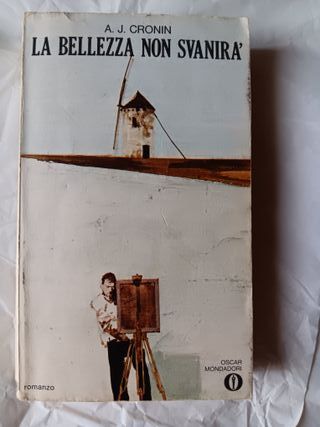 A. J. CRONIN
LA BELLEZZA NON SVANIRA'
OSCAR
MONDADORI
romanzo